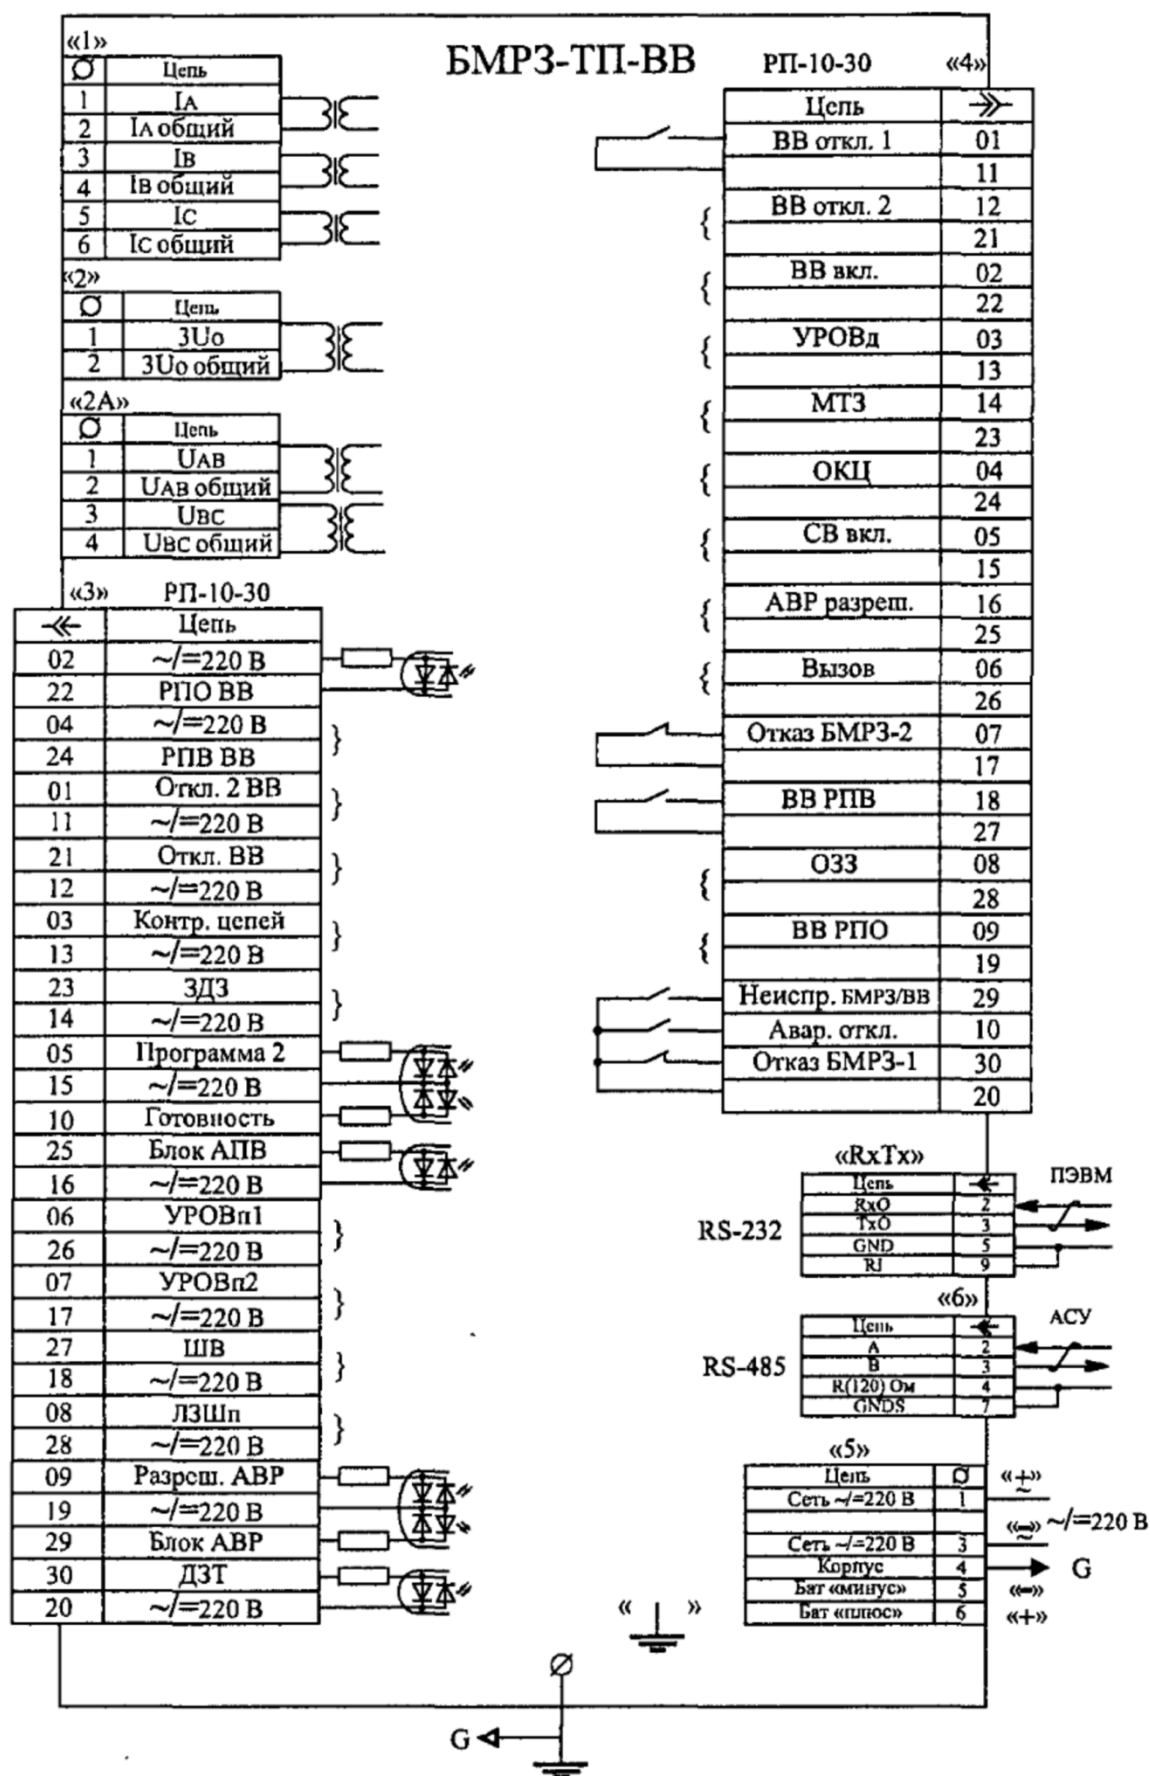 БМРЗ-ТП-ВВ
«1»
Ø Цепь
1 IA
2 IA общий
3 IB
4 IB общий
5 IC
6 IC общий
«2»
Ø Цепь
1 3Uo
2 3Uo общий
«2А»
Ø Цепь
1 UAB
2 UAB общий
3 UBC
4 UBC общий
«3» РП-10-30
Цепь
02 ~/=220 В
22 РПО ВВ
04 ~/=220 В
24 РПВ ВВ
01 Откл. 2 ВВ
11 ~/=220 В
21 Откл. ВВ
12 ~/=220 В
03 Контр. цепей
13 ~/=220 В
23 ЗДЗ
14 ~/=220 В
05 Программа 2
15 ~/=220 В
10 Готовность
25 Блок АПВ
16 ~/=220 В
06 УРОВп1
26 ~/=220 В
07 УРОВп2
17 ~/=220 В
27 ШВ
18 ~/=220 В
08 ЛЗШп
28 ~/=220 В
09 Разреш. АВР
19 ~/=220 В
29 Блок АВР
30 ДЗТ
20 ~/=220 В
РП-10-30 «4»
Цепь
ВВ откл. 1 01
11
ВВ откл. 2 12
21
ВВ вкл. 02
22
УРОВд 03
13
МТЗ 14
23
ОКЦ 04
24
СВ вкл. 05
15
АВР разреш. 16
25
Вызов 06
26
Отказ БМРЗ-2 07
17
ВВ РПВ 18
27
ОЗЗ 08
28
ВВ РПО 09
19
Неиспр. БМРЗ/ВВ 29
Авар. откл. 10
Отказ БМРЗ-1 30
20
«RxTx»
Цепь
ПЭВМ
RS-232
RxO 2
TxO 3
GND 5
RI 9
«6»
Цепь
АСУ
RS-485
A 2
B 3
R(120) Ом 4
GNDS 7
«5»
Цепь Ø «+»
Сеть ~/=220 В 1 ~
«=» ~/=220 В
Сеть ~/=220 В 3 ~
Корпус 4 G
Бат «минус» 5 «-»
Бат «плюс» 6 «+»
« »
G